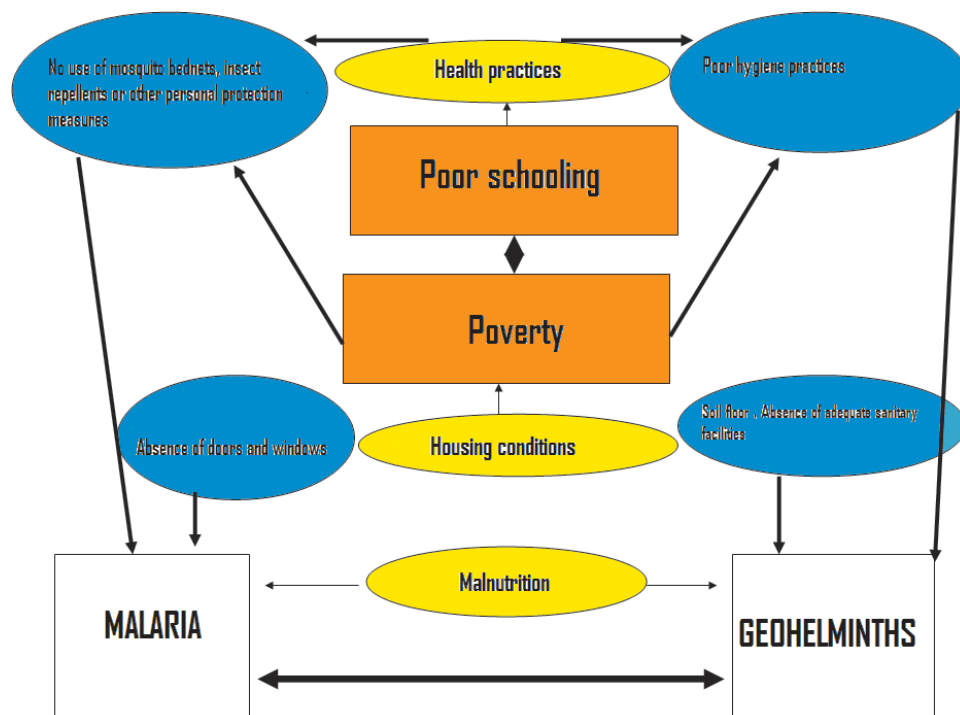 No use of mosquito bednets, insect
repellents or other personal protection
measures
Health practices
Poor hygiene practices
Poor schooling
Poverty
Absence of doors and windows
Housing conditions
Soil floor . Absence of adequate sanitary
facilities
Malnutrition
MALARIA
GEOHELMINTHS